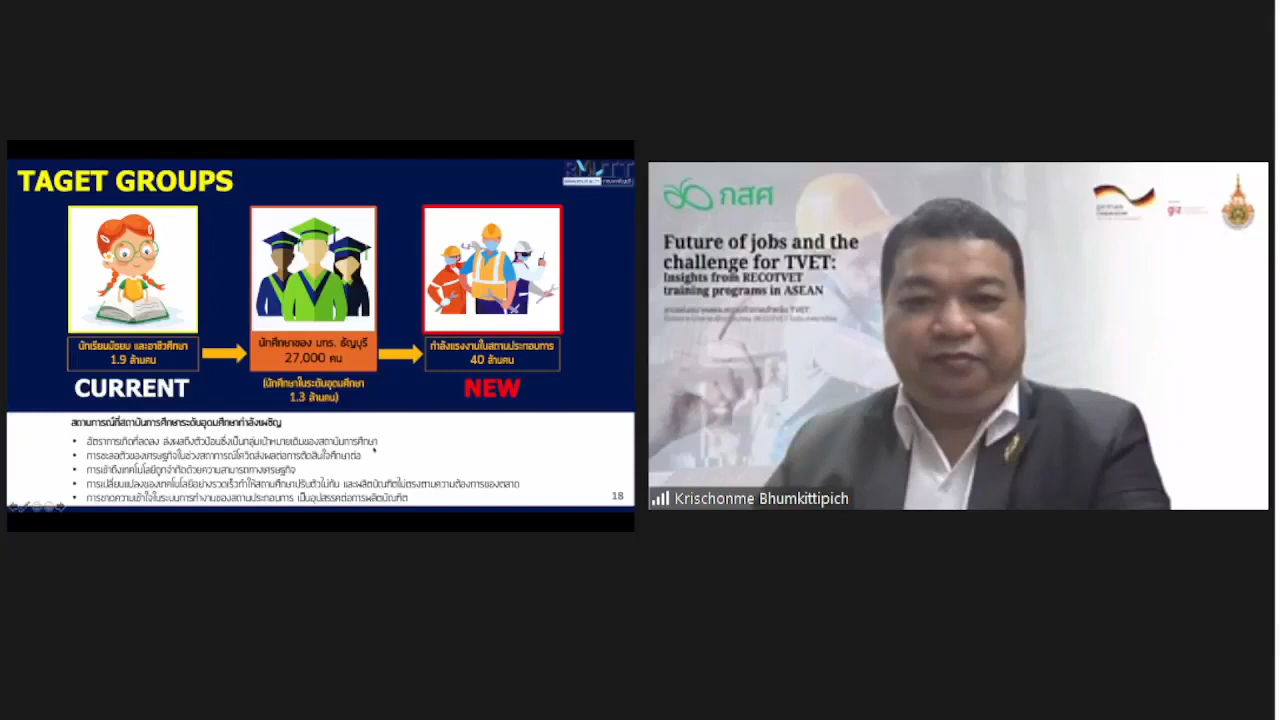 TAGET GROUPS
RMUTT
นักเรียนมัธยม และอาชีวศึกษา
1.9 ล้านคน
CURRENT
นักศึกษาของ มทร. ธัญบุรี
27,000 คน
(นักศึกษาในระดับอุดมศึกษา
1.3 ล้านคน)
กำลังแรงงานในสถานประกอบการ
40 ล้านคน
NEW
สถานการณ์ที่สถาบันการศึกษาระดับอุดมศึกษากำลังเผชิญ
• อัตราการเกิดที่ลดลง ส่งผลถึงตัวป้อนซึ่งเป็นกลุ่มเป้าหมายเดิมของสถาบันการศึกษา
• การชะลอตัวของเศรษฐกิจในช่วงสถาการณ์โควิดส่งผลต่อการตัดสินใจศึกษาต่อ
• การเข้าถึงเทคโนโลยีถูกจำกัดด้วยความสามารถทางเศรษฐกิจ
• การเปลี่ยนแปลงของเทคโนโลยีอย่างรวดเร็วทำให้สถานศึกษาปรับตัวไม่ทัน และผลิตบัณฑิตไม่ตรงตามความต้องการของตลาด
• การขาดความเข้าใจในระบบการทำงานของสถานประกอบการ เป็นอุปสรรคต่อการผลิตบัณฑิต
18
กสศ
giz
Future of jobs and the
challenge for TVET:
Insights from RECOTVET
training programs in ASEAN
Krischonme Bhumkittipich